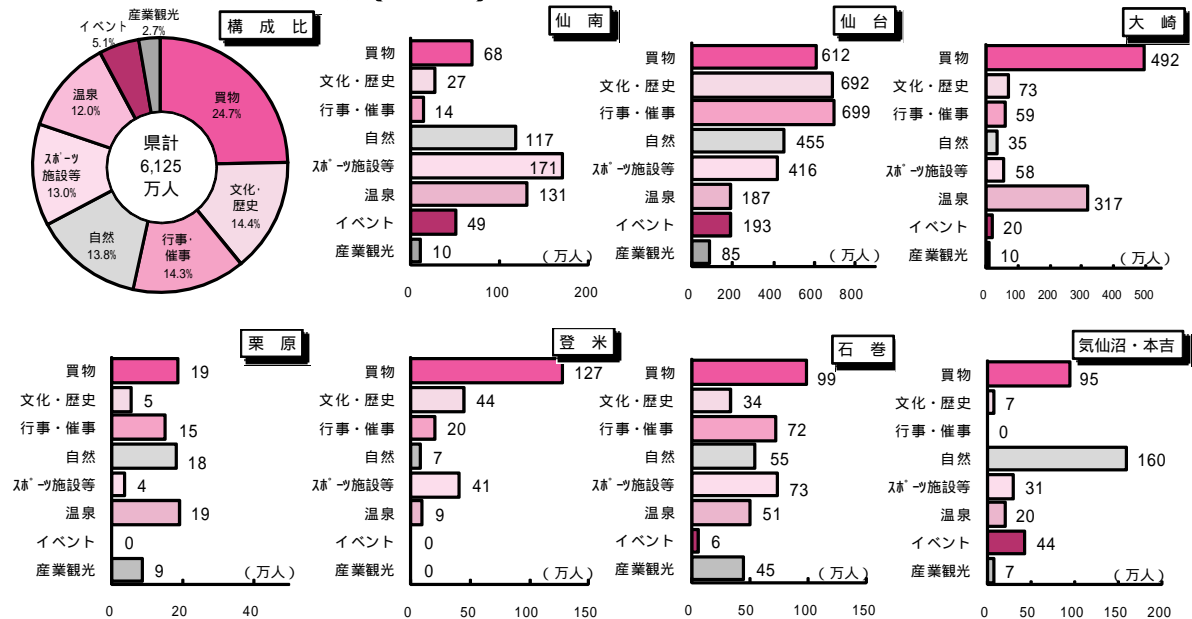 構 成 比
産業観光
2.7%
イベント
5.1%
温泉
12.0%
買物
24.7%
スポーツ
施設等
13.0%
県計
6,125
万人
文化・
歴史
14.4%
自然
13.8%
行事・
催事
14.3%
仙 南
買物 68
文化・歴史 27
行事・催事 14
自然 117
スポーツ施設等 171
温泉 131
イベント 49
産業観光 10 (万人)
0 100 200
仙 台
買物 612
文化・歴史 692
行事・催事 699
自然 455
スポーツ施設等 416
温泉 187
イベント 193
産業観光 85 (万人)
0 200 400 600 800
大 崎
買物 492
文化・歴史 73
行事・催事 59
自然 35
スポーツ施設等 58
温泉 317
イベント 20
産業観光 10 (万人)
0 100 200 300 400 500
栗 原
買物 19
文化・歴史 5
行事・催事 15
自然 18
スポーツ施設等 4
温泉 19
イベント 0
産業観光 9 (万人)
0 20 40
登 米
買物 127
文化・歴史 44
行事・催事 20
自然 7
スポーツ施設等 41
温泉 9
イベント 0
産業観光 0 (万人)
0 50 100 150
石 巻
買物 99
文化・歴史 34
行事・催事 72
自然 55
スポーツ施設等 73
温泉 51
イベント 6
産業観光 45 (万人)
0 50 100 150
気仙沼・本吉
買物 95
文化・歴史 7
行事・催事 0
自然 160
スポーツ施設等 31
温泉 20
イベント 44
産業観光 7 (万人)
0 50 100 150 200